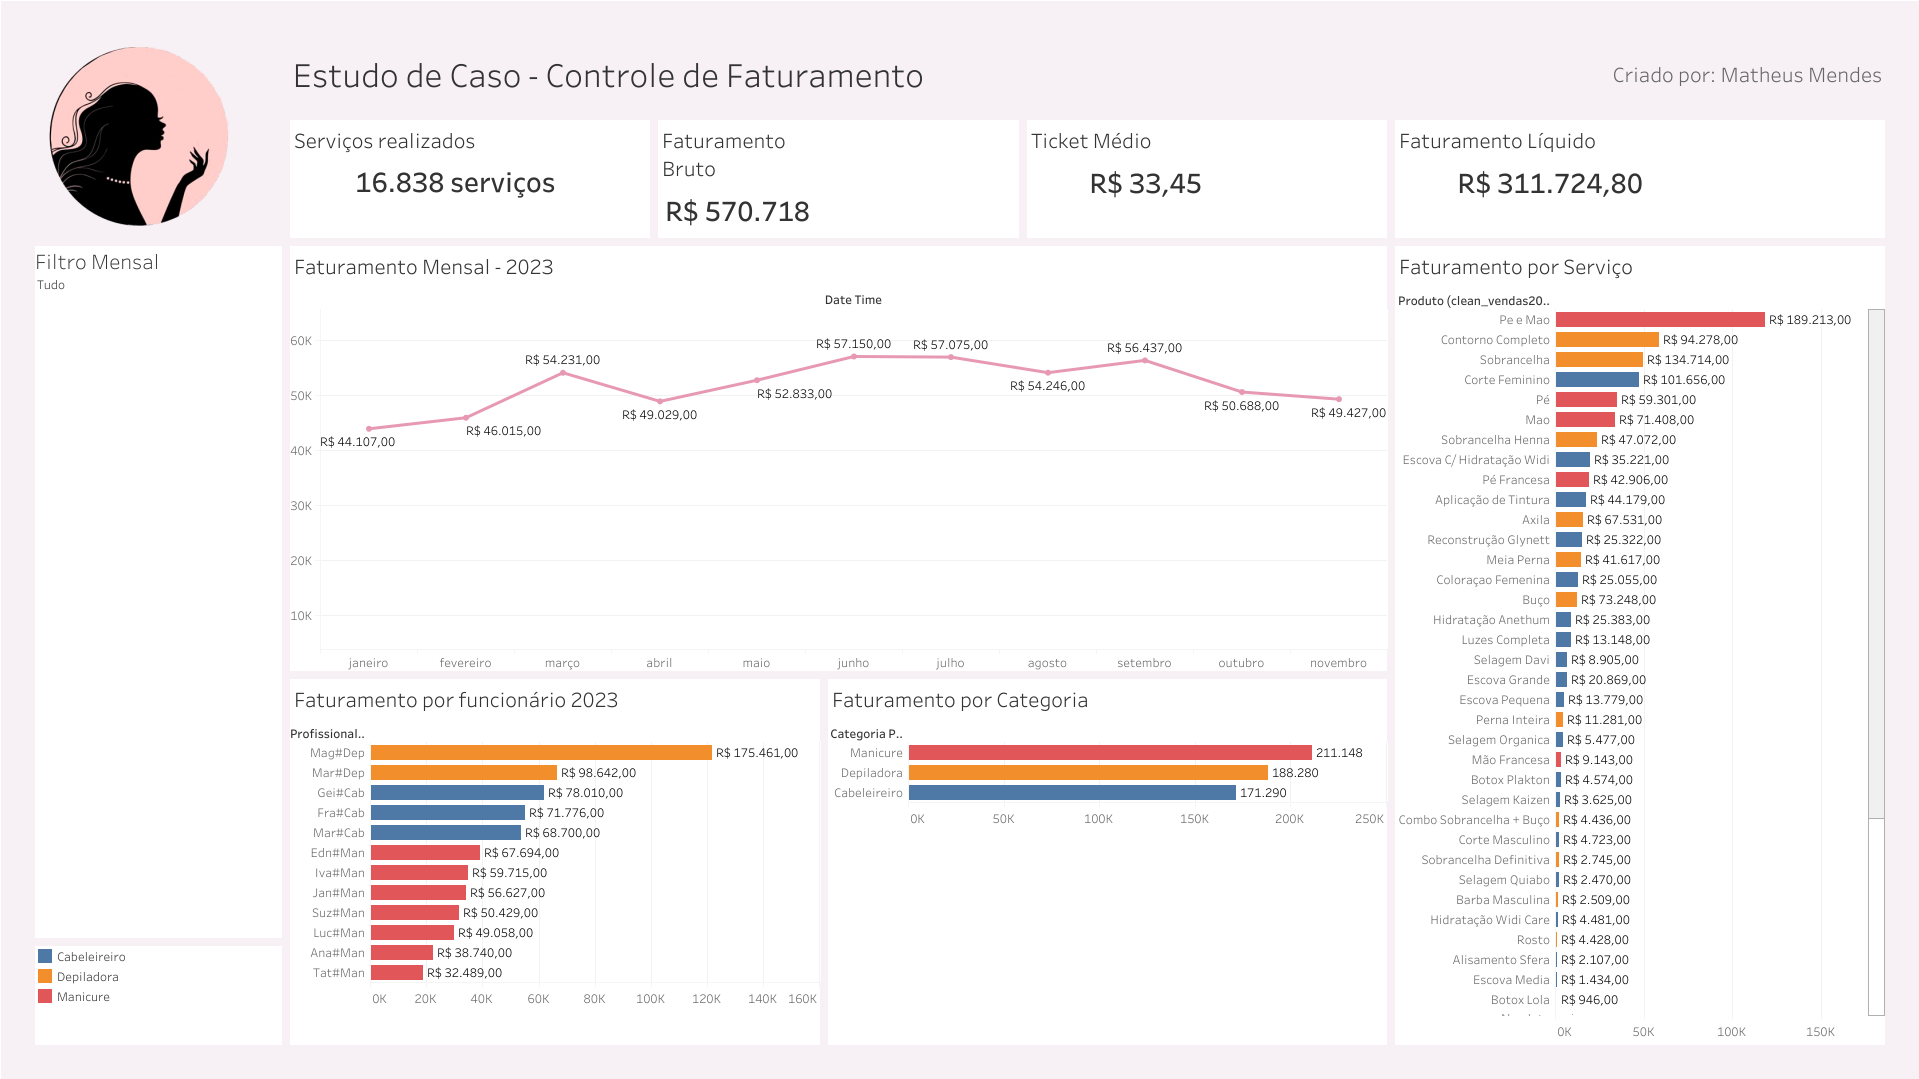 Estudo de Caso - Controle de Faturamento
Criado por: Matheus Mendes
Serviços realizados
16.838 serviços
Faturamento
Bruto
R$ 570.718
Ticket Médio
R$ 33,45
Faturamento Líquido
R$ 311.724,80
Filtro Mensal
Tudo
Cabeleireiro
Depiladora
Manicure
Faturamento Mensal - 2023
Date Time
60K
50K
40K
30K
20K
10K
R$ 44.107,00
R$ 46.015,00
R$ 54.231,00
R$ 49.029,00
R$ 52.833,00
R$ 57.150,00
R$ 57.075,00
R$ 54.246,00
R$ 56.437,00
R$ 50.688,00
R$ 49.427,00
janeiro fevereiro março abril maio junho julho agosto setembro outubro novembro
Faturamento por funcionário 2023
Profissional..
Mag#Dep R$ 175.461,00
Mar#Dep R$ 98.642,00
Gei#Cab R$ 78.010,00
Fra#Cab R$ 71.776,00
Mar#Cab R$ 68.700,00
Edn#Man R$ 67.694,00
Iva#Man R$ 59.715,00
Jan#Man R$ 56.627,00
Suz#Man R$ 50.429,00
Luc#Man R$ 49.058,00
Ana#Man R$ 38.740,00
Tat#Man R$ 32.489,00
0K 20K 40K 60K 80K 100K 120K 140K 160K
Faturamento por Categoria
Categoria P..
Manicure 211.148
Depiladora 188.280
Cabeleireiro 171.290
0K 50K 100K 150K 200K 250K
Faturamento por Serviço
Produto (clean_vendas20..
Pe e Mao R$ 189.213,00
Contorno Completo R$ 94.278,00
Sobrancelha R$ 134.714,00
Corte Feminino R$ 101.656,00
Pé R$ 59.301,00
Mao R$ 71.408,00
Sobrancelha Henna R$ 47.072,00
Escova C/ Hidratação Widi R$ 35.221,00
Pé Francesa R$ 42.906,00
Aplicação de Tintura R$ 44.179,00
Axila R$ 67.531,00
Reconstrução Glynett R$ 25.322,00
Meia Perna R$ 41.617,00
Coloraçao Femenina R$ 25.055,00
Buço R$ 73.248,00
Hidratação Anethum R$ 25.383,00
Luzes Completa R$ 13.148,00
Selagem Davi R$ 8.905,00
Escova Grande R$ 20.869,00
Escova Pequena R$ 13.779,00
Perna Inteira R$ 11.281,00
Selagem Organica R$ 5.477,00
Mão Francesa R$ 9.143,00
Botox Plakton R$ 4.574,00
Selagem Kaizen R$ 3.625,00
Combo Sobrancelha + Buço R$ 4.436,00
Corte Masculino R$ 4.723,00
Sobrancelha Definitiva R$ 2.745,00
Selagem Quiabo R$ 2.470,00
Barba Masculina R$ 2.509,00
Hidratação Widi Care R$ 4.481,00
Rosto R$ 4.428,00
Alisamento Sfera R$ 2.107,00
Escova Media R$ 1.434,00
Botox Lola R$ 946,00
0K 50K 100K 150K